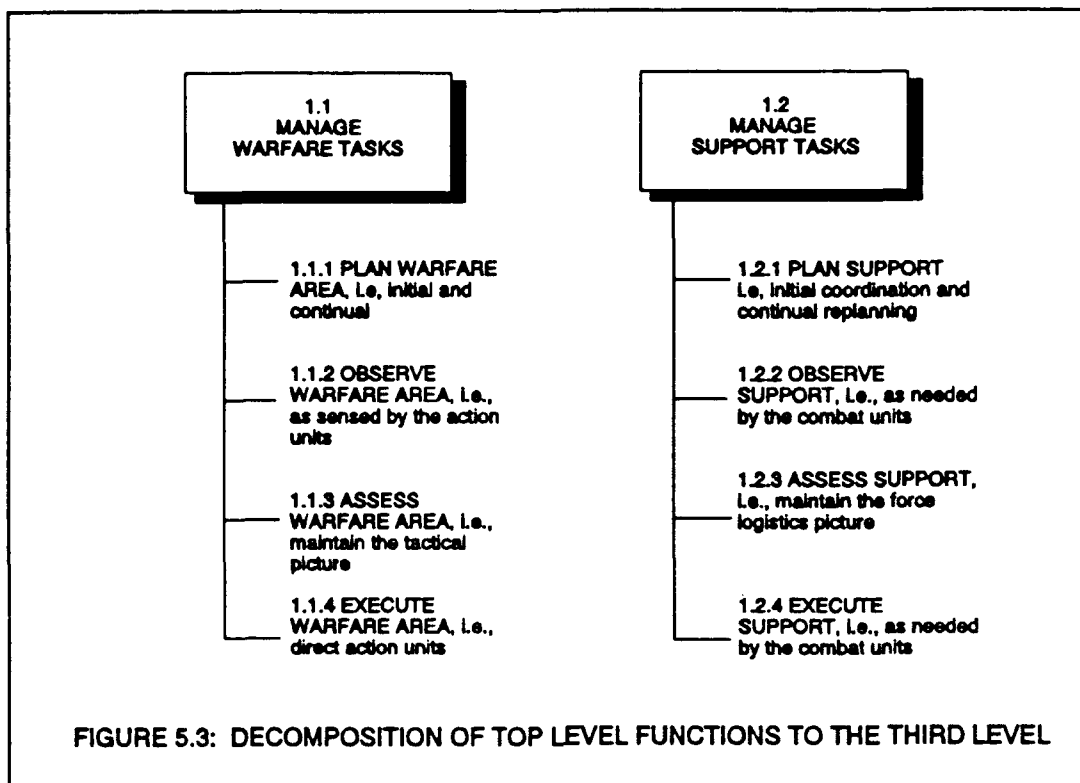 1.1
MANAGE
WARFARE TASKS
1.1.1 PLAN WARFARE
AREA, i.e, initial and
continual
1.1.2 OBSERVE
WARFARE AREA, i.e.,
as sensed by the action
units
1.1.3 ASSESS
WARFARE AREA, i.e.,
maintain the tactical
picture
1.1.4 EXECUTE
WARFARE AREA, i.e.,
direct action units
1.2
MANAGE
SUPPORT TASKS
1.2.1 PLAN SUPPORT
i.e, initial coordination and
continual replanning
1.2.2 OBSERVE
SUPPORT, i.e., as needed
by the combat units
1.2.3 ASSESS SUPPORT,
i.e., maintain the force
logistics picture
1.2.4 EXECUTE
SUPPORT, i.e., as needed
by the combat units
FIGURE 5.3: DECOMPOSITION OF TOP LEVEL FUNCTIONS TO THE THIRD LEVEL